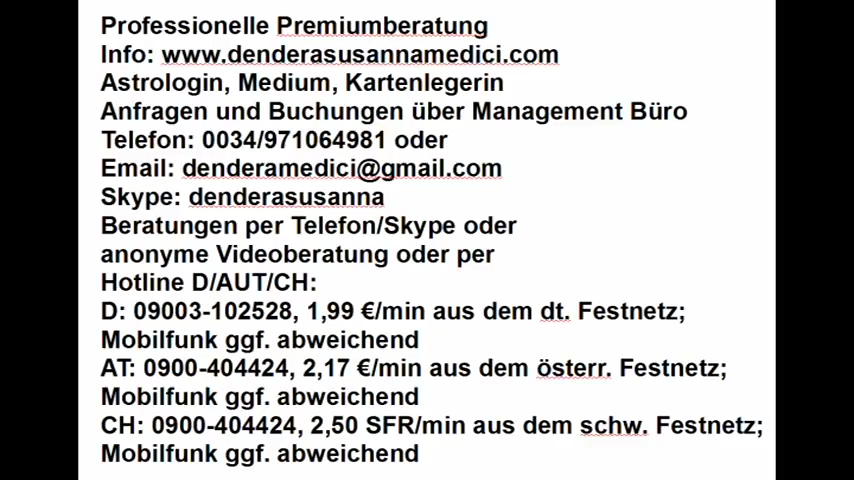 Professionelle Premiumberatung
Info: www.denderasusannamedici.com
Astrologin, Medium, Kartenlegerin
Anfragen und Buchungen über Management Büro
Telefon: 0034/971064981 oder
Email: denderamedici@gmail.com
Skype: denderasusanna
Beratungen per Telefon/Skype oder
anonyme Videoberatung oder per
Hotline D/AUT/CH:
D: 09003-102528, 1,99 €/min aus dem dt. Festnetz;
Mobilfunk ggf. abweichend
AT: 0900-404424, 2,17 €/min aus dem österr. Festnetz;
Mobilfunk ggf. abweichend
CH: 0900-404424, 2,50 SFR/min aus dem schw. Festnetz;
Mobilfunk ggf. abweichend